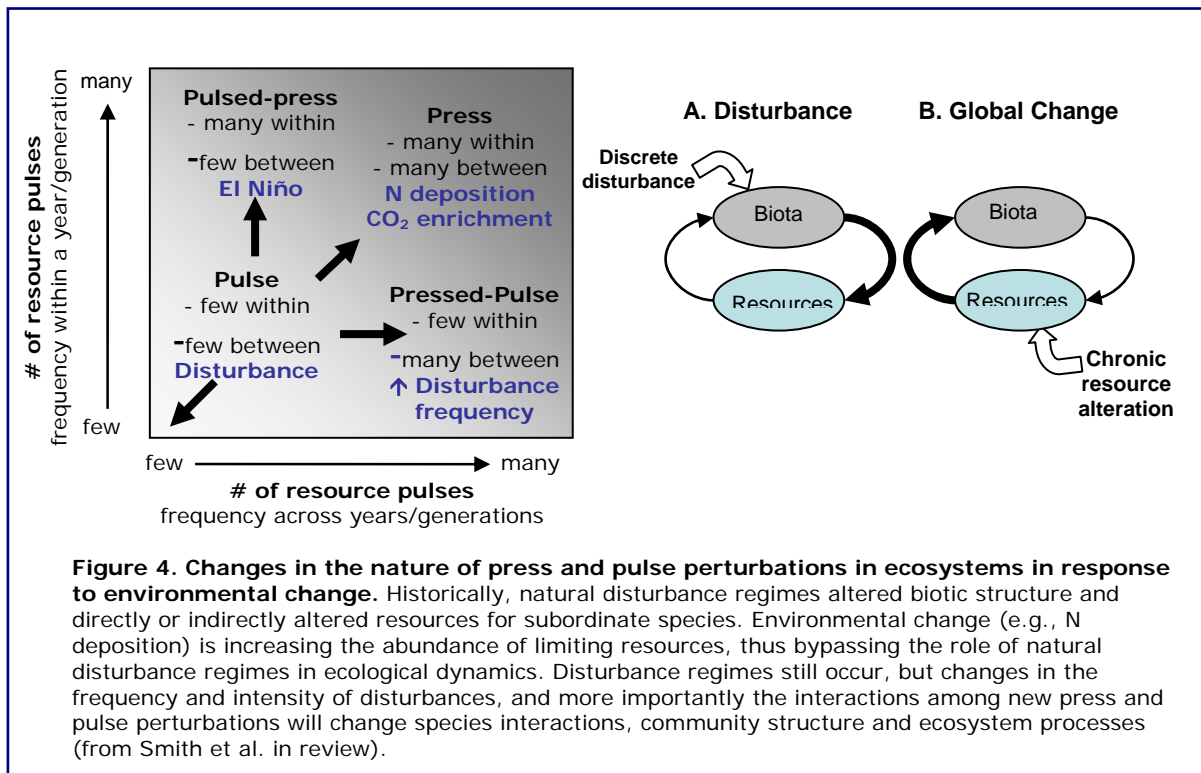 # of resource pulses
frequency within a year/generation
many
few
Pulsed-press
- many within
-few between
El Niño
Press
- many within
- many between
N deposition
CO₂ enrichment
Pulse
- few within
-few between
Disturbance
Pressed-Pulse
- few within
-many between
↑ Disturbance
frequency
few
many
# of resource pulses
frequency across years/generations
A. Disturbance
Discrete
disturbance
Biota
Resources
B. Global Change
Biota
Resources
Chronic
resource
alteration
Figure 4. Changes in the nature of press and pulse perturbations in ecosystems in response
to environmental change. Historically, natural disturbance regimes altered biotic structure and
directly or indirectly altered resources for subordinate species. Environmental change (e.g., N
deposition) is increasing the abundance of limiting resources, thus bypassing the role of natural
disturbance regimes in ecological dynamics. Disturbance regimes still occur, but changes in the
frequency and intensity of disturbances, and more importantly the interactions among new press and
pulse perturbations will change species interactions, community structure and ecosystem processes
(from Smith et al. in review).